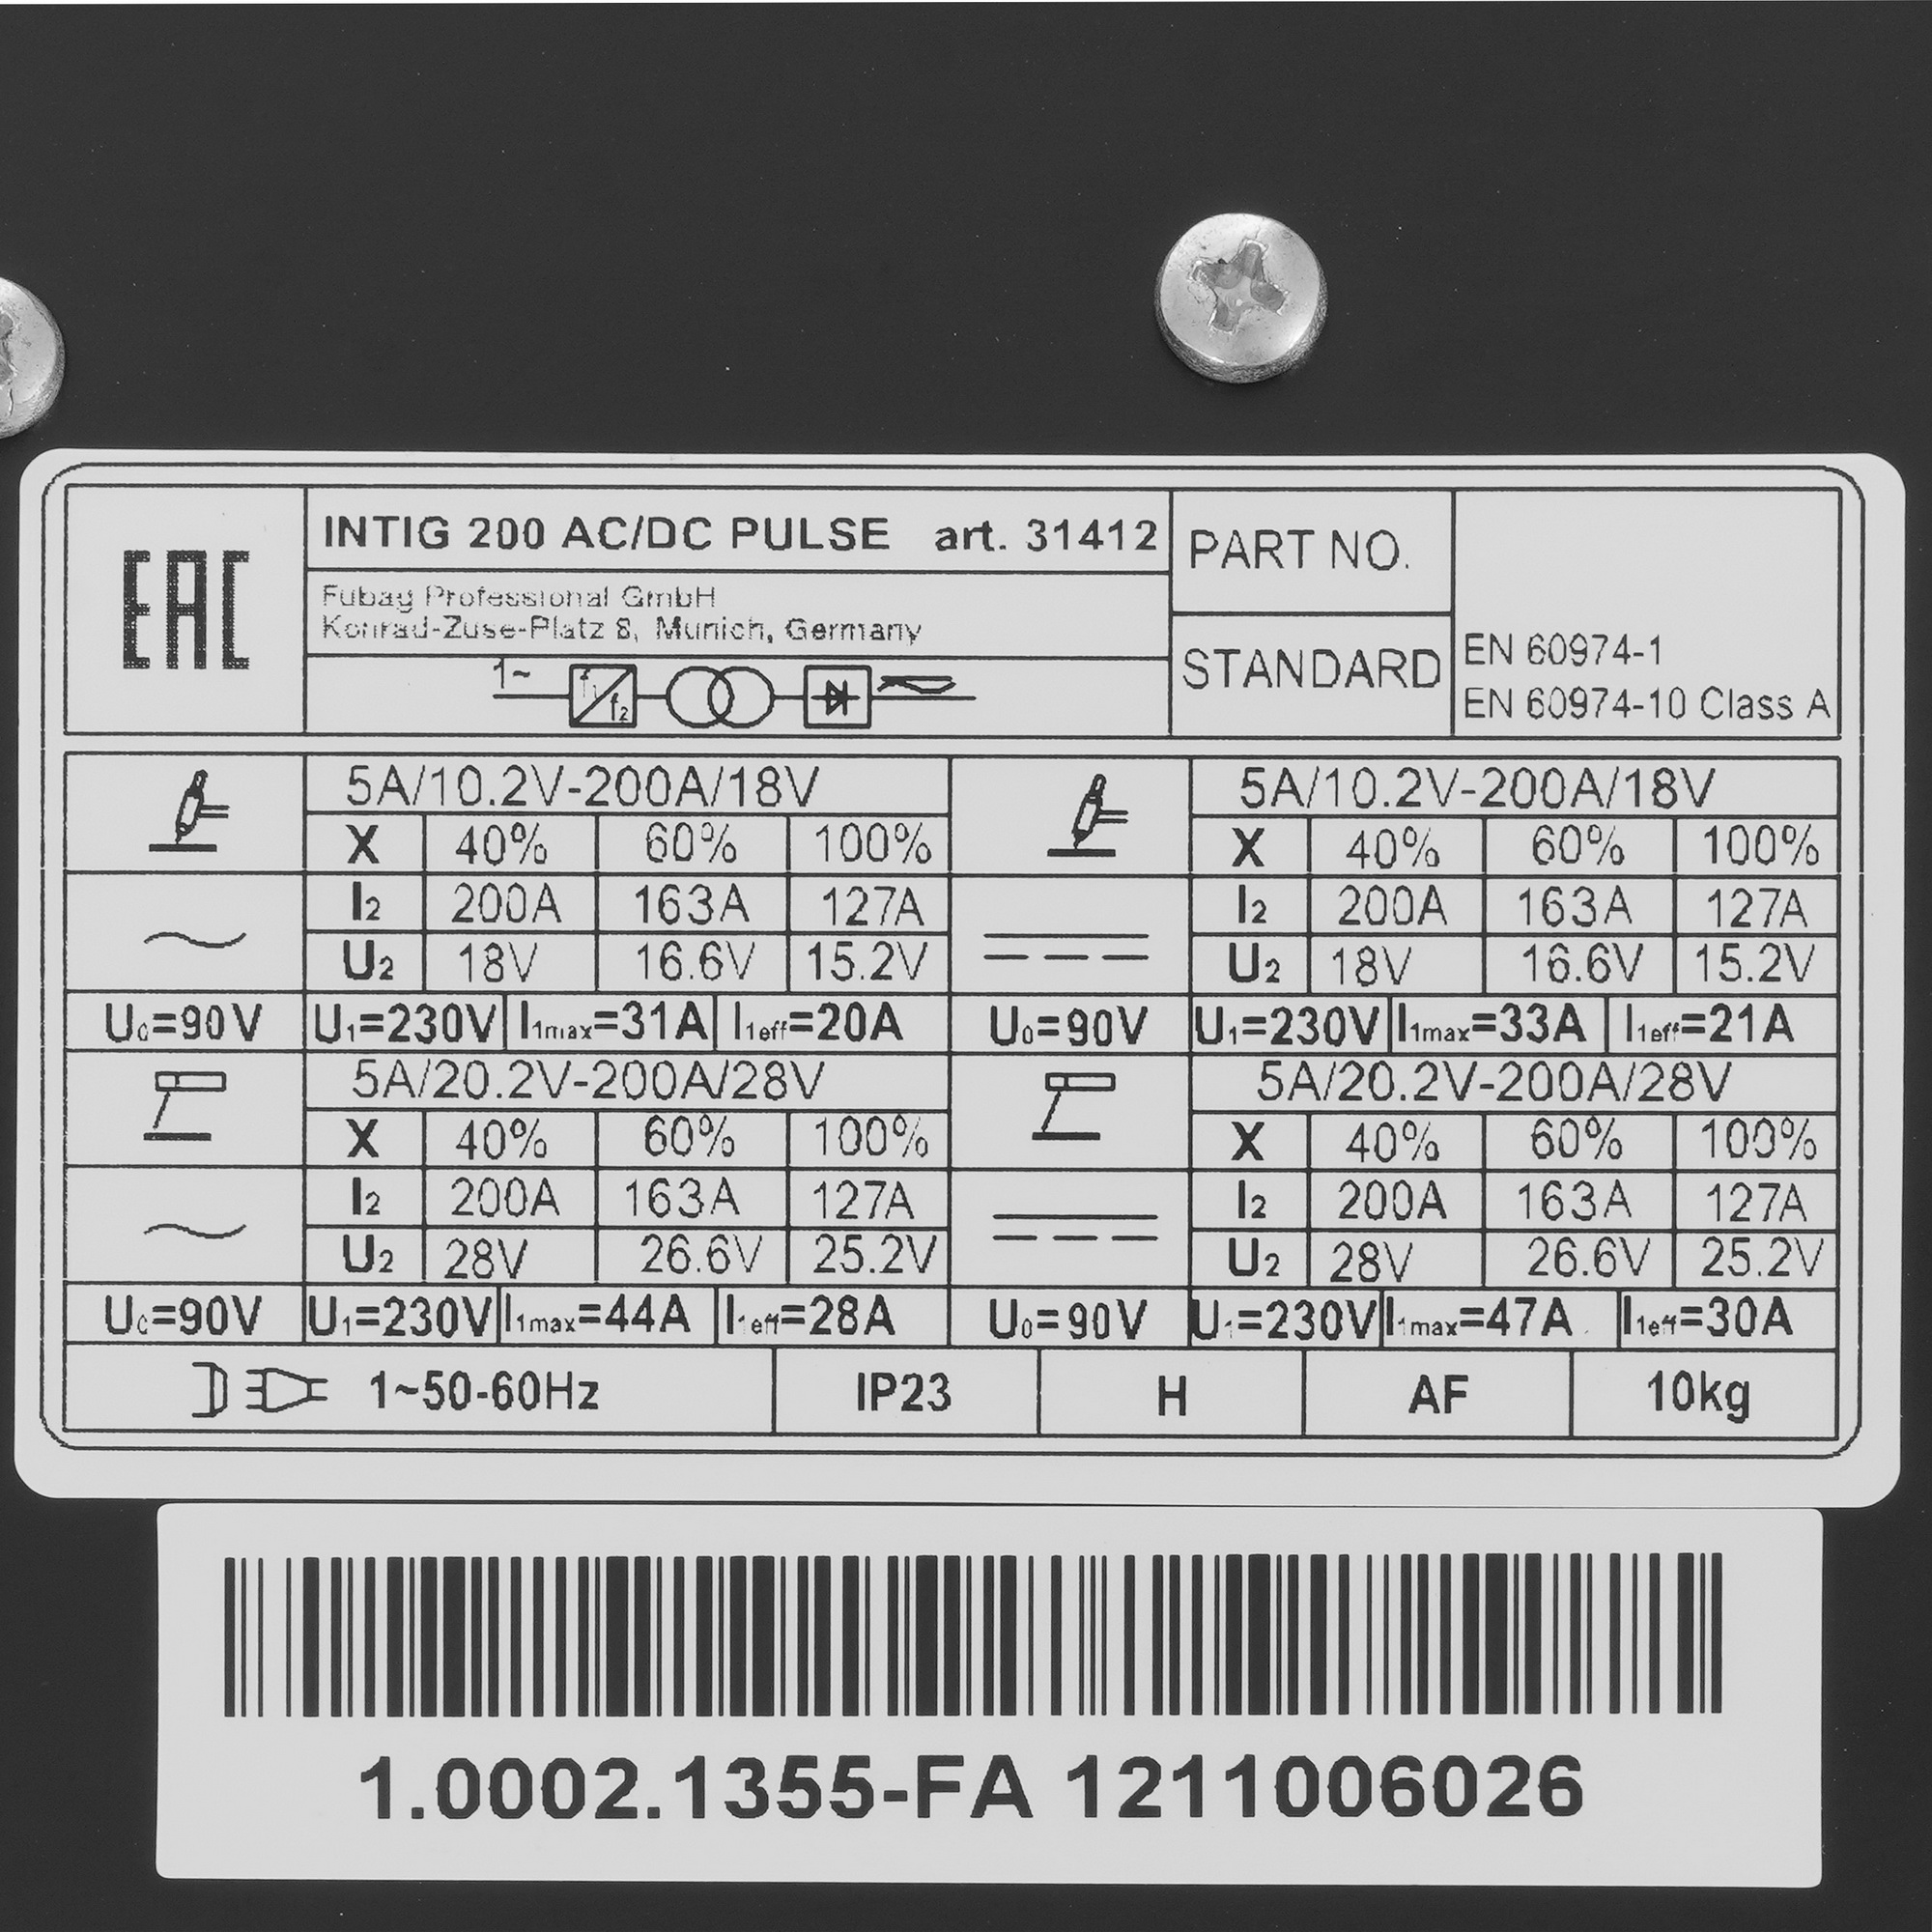 EAC
INTIG 200 AC/DC PULSE art. 31412
Fubag Professional GmbH
Konrad-Zuse-Platz 8, Munich, Germany
1~ f1 f2
PART NO.
STANDARD
EN 60974-1
EN 60974-10 Class A
5A/10.2V-200A/18V
X 40% 60% 100%
I2 200A 163A 127A
U2 18V 16.6V 15.2V
U0=90V U1=230V I1max=31A I1eff=20A
5A/10.2V-200A/18V
X 40% 60% 100%
I2 200A 163A 127A
U2 18V 16.6V 15.2V
U0=90V U1=230V I1max=33A I1eff=21A
5A/20.2V-200A/28V
X 40% 60% 100%
I2 200A 163A 127A
U2 28V 26.6V 25.2V
U0=90V U1=230V I1max=44A I1eff=28A
5A/20.2V-200A/28V
X 40% 60% 100%
I2 200A 163A 127A
U2 28V 26.6V 25.2V
U0=90V U1=230V I1max=47A I1eff=30A
1~50-60Hz IP23 H AF 10kg
1.0002.1355-FA 1211006026